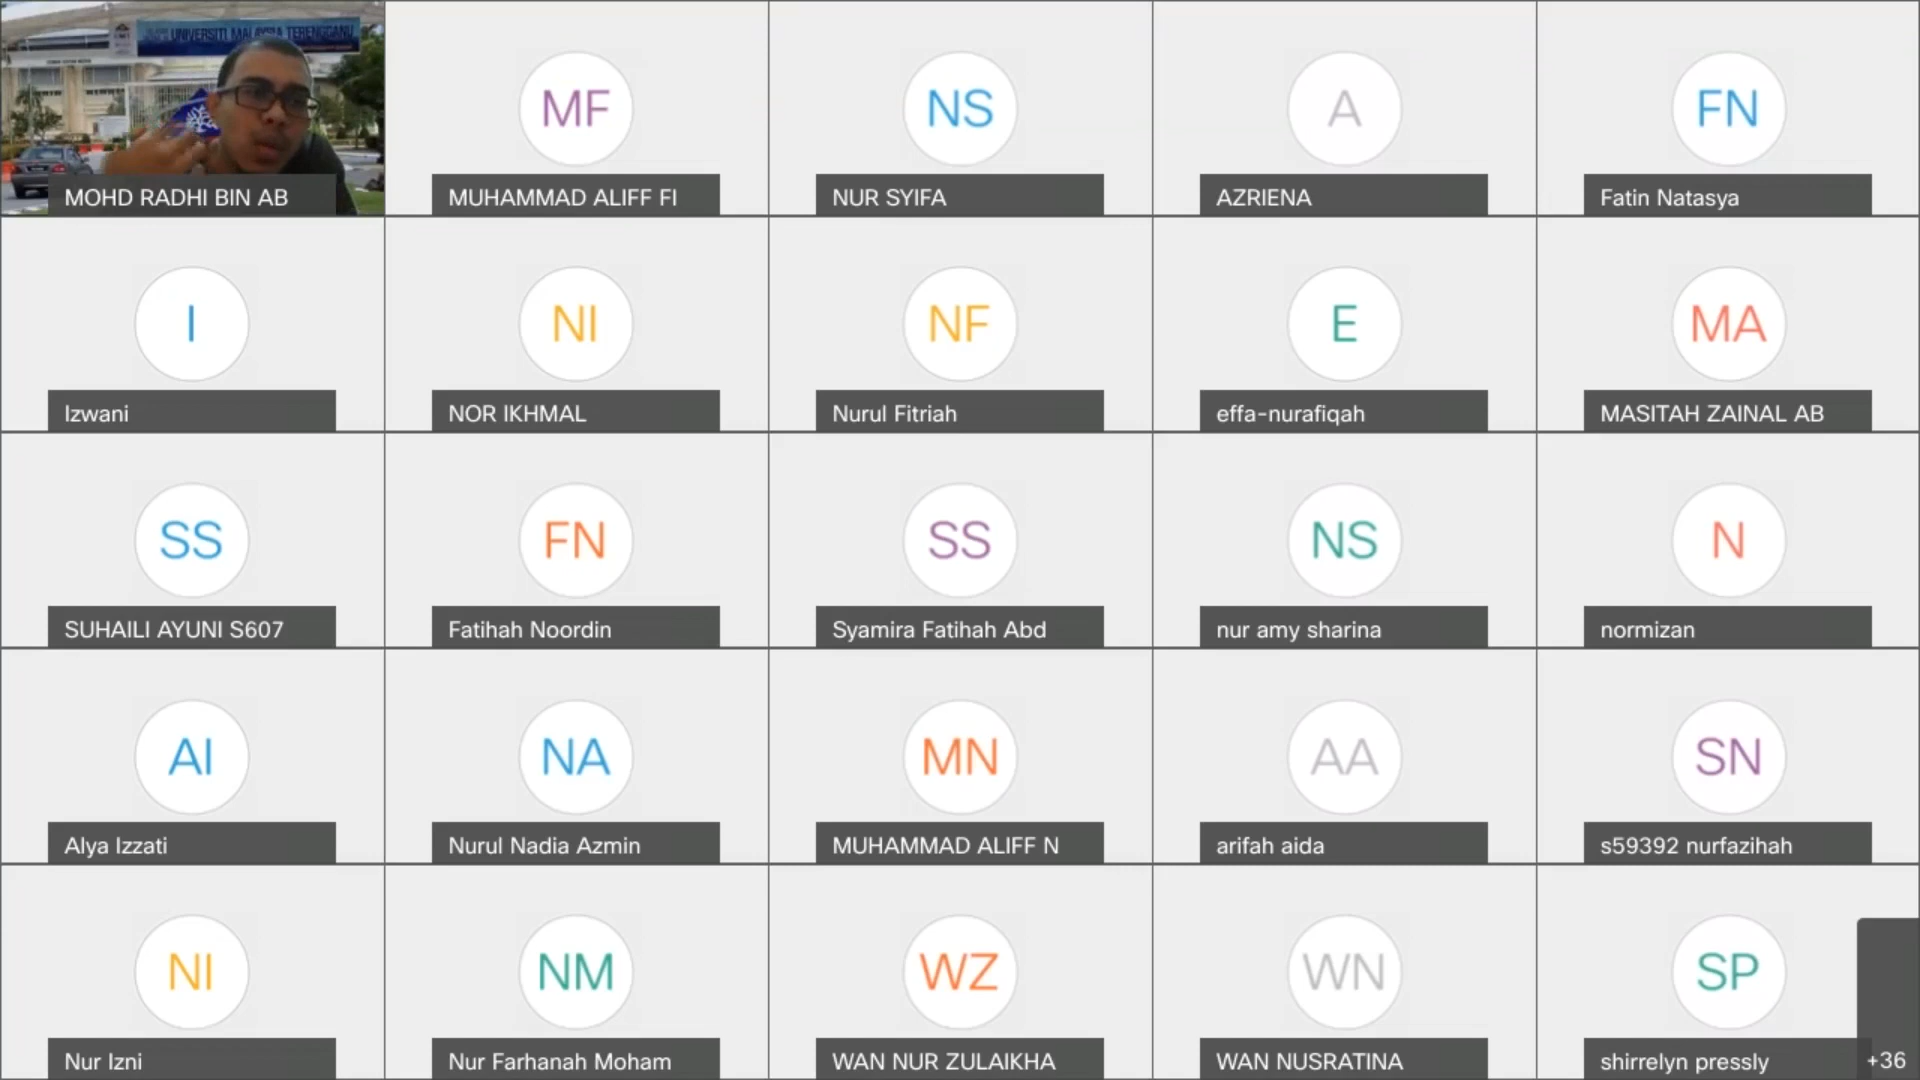 UNIVERSITI MALAYSIA TERENGGANU
MOHD RADHI BIN AB
MF
MUHAMMAD ALIFF FI
NS
NUR SYIFA
A
AZRIENA
FN
Fatin Natasya
I
Izwani
NI
NOR IKHMAL
NF
Nurul Fitriah
E
effa-nurafiqah
MA
MASITAH ZAINAL AB
SS
SUHAILI AYUNI S607
FN
Fatihah Noordin
SS
Syamira Fatihah Abd
NS
nur amy sharina
N
normizan
AI
Alya Izzati
NA
Nurul Nadia Azmin
MN
MUHAMMAD ALIFF N
AA
arifah aida
SN
s59392 nurfazihah
NI
Nur Izni
NM
Nur Farhanah Moham
WZ
WAN NUR ZULAIKHA
WN
WAN NUSRATINA
SP
shirrelyn pressly
+36